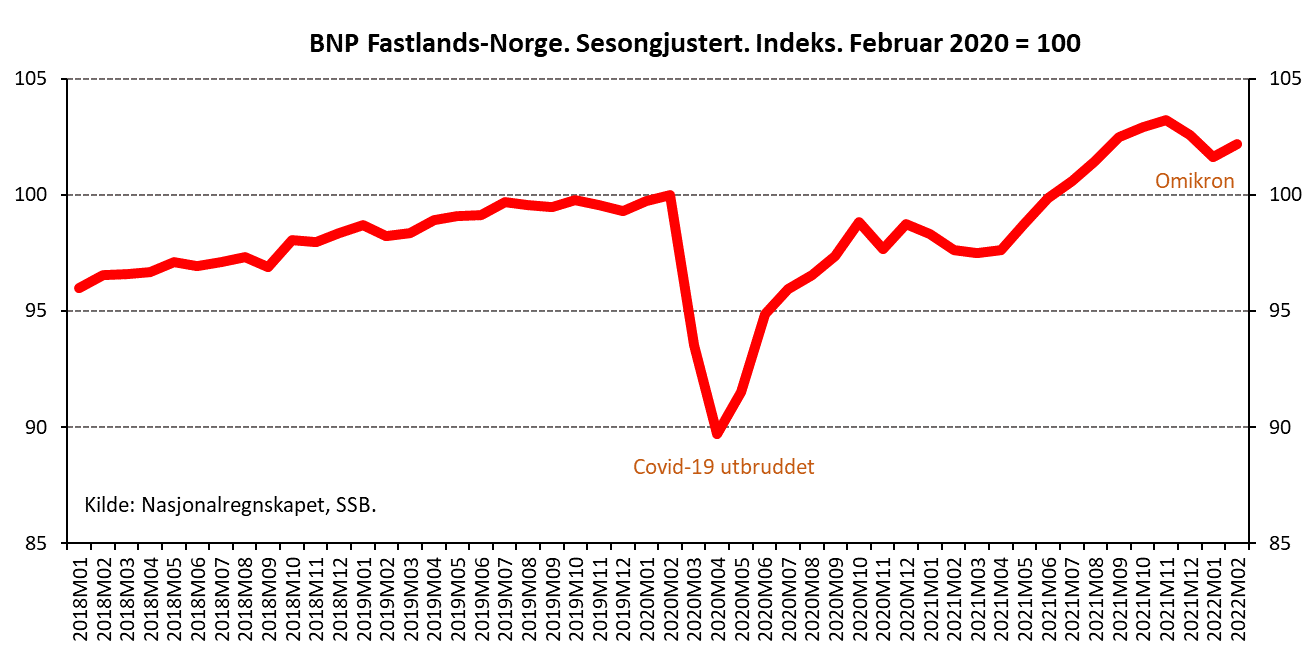 BNP Fastlands-Norge. Sesongjustert. Indeks. Februar 2020 = 100
105
105
100
100
95
95
90
90
85
85
Omikron
Covid-19 utbruddet
Kilde: Nasjonalregnskapet, SSB.
2018M01
2018M02
2018M03
2018M04
2018M05
2018M06
2018M07
2018M08
2018M09
2018M10
2018M11
2018M12
2019M01
2019M02
2019M03
2019M04
2019M05
2019M06
2019M07
2019M08
2019M09
2019M10
2019M11
2019M12
2020M01
2020M02
2020M03
2020M04
2020M05
2020M06
2020M07
2020M08
2020M09
2020M10
2020M11
2020M12
2021M01
2021M02
2021M03
2021M04
2021M05
2021M06
2021M07
2021M08
2021M09
2021M10
2021M11
2021M12
2022M01
2022M02